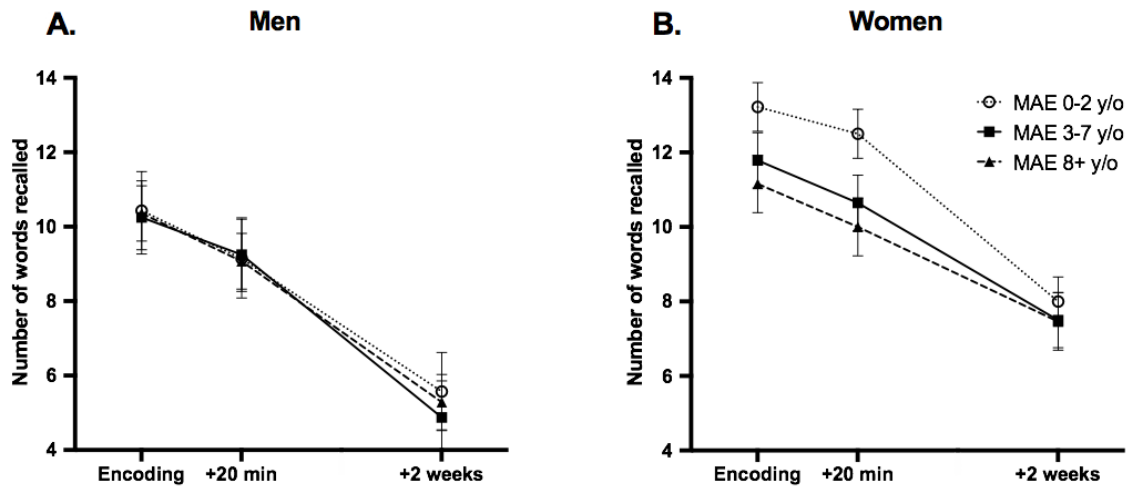 A.
Men
Number of words recalled
14
12
10
8
6
4
Encoding
+20 min
+2 weeks
B.
Women
Number of words recalled
14
12
10
8
6
4
Encoding
+20 min
+2 weeks
MAE 0-2 y/o
MAE 3-7 y/o
MAE 8+ y/o